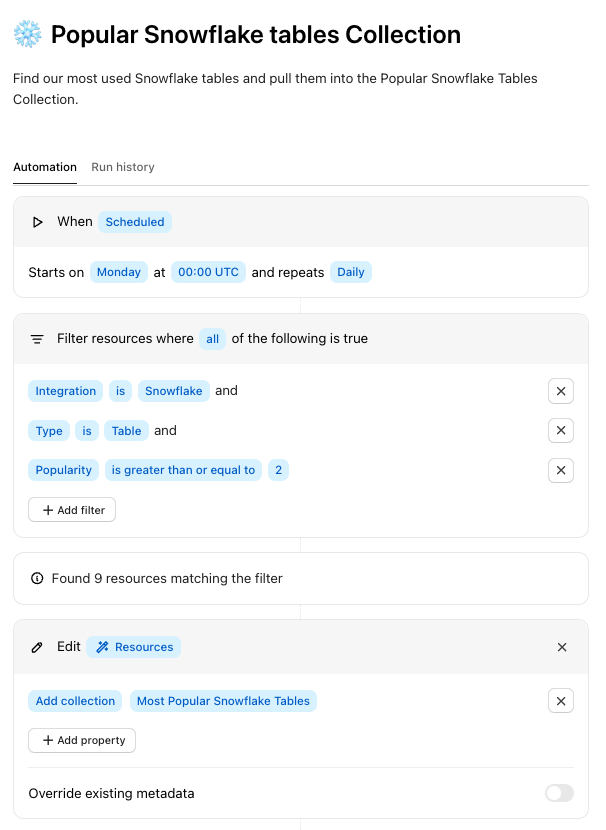 Popular Snowflake tables Collection
Find our most used Snowflake tables and pull them into the Popular Snowflake Tables
Collection.
Automation Run history
When Scheduled
Starts on Monday at 00:00 UTC and repeats Daily
Filter resources where all of the following is true
Integration is Snowflake and
Type is Table and
Popularity is greater than or equal to 2
+ Add filter
Found 9 resources matching the filter
Edit Resources
Add collection Most Popular Snowflake Tables
+ Add property
Override existing metadata